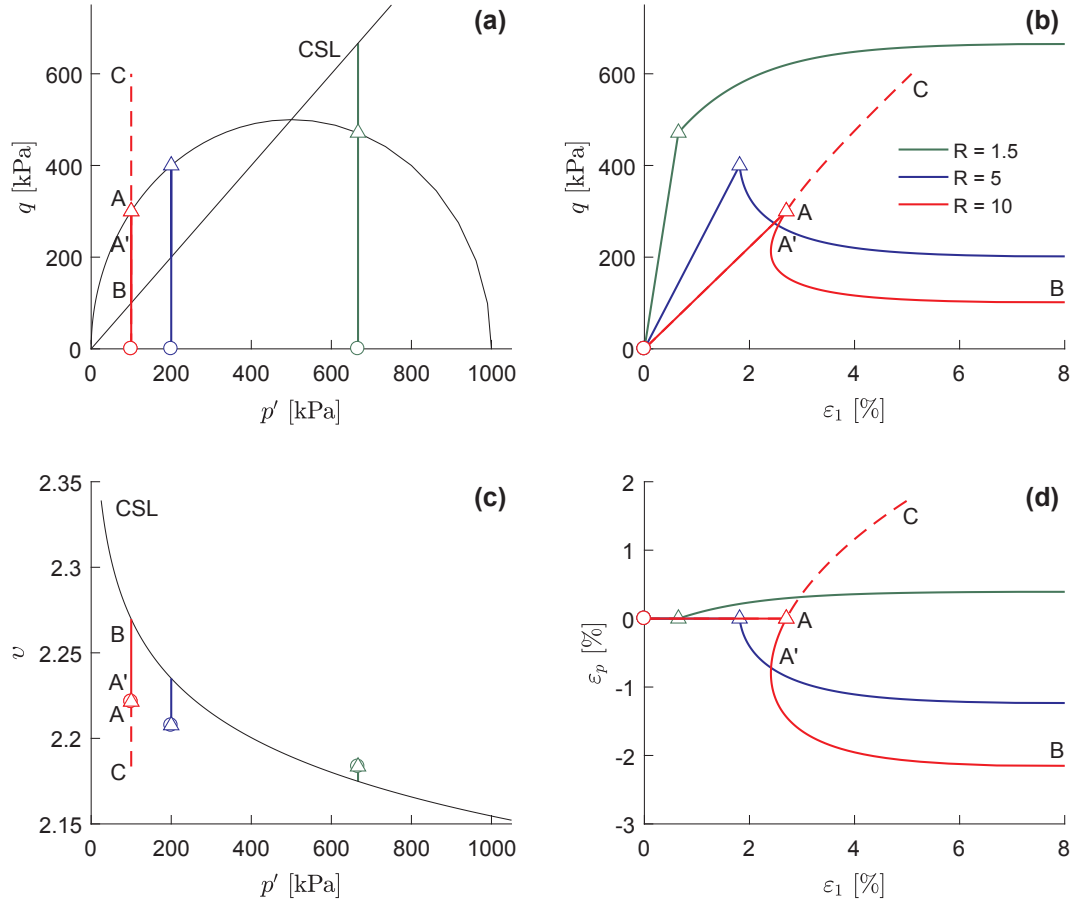 (a)
CSL
C
A
A'
B
600
400
200
0
q [kPa]
0 200 400 600 800 1000
p′ [kPa]
(b)
C
R = 1.5
R = 5
R = 10
A
A'
B
600
400
200
0
q [kPa]
0 2 4 6 8
ε₁ [%]
(c)
CSL
B
A'
A
C
2.35
2.3
2.25
2.2
2.15
υ
0 200 400 600 800 1000
p′ [kPa]
(d)
C
A
A'
B
2
1
0
-1
-2
-3
εₚ [%]
0 2 4 6 8
ε₁ [%]